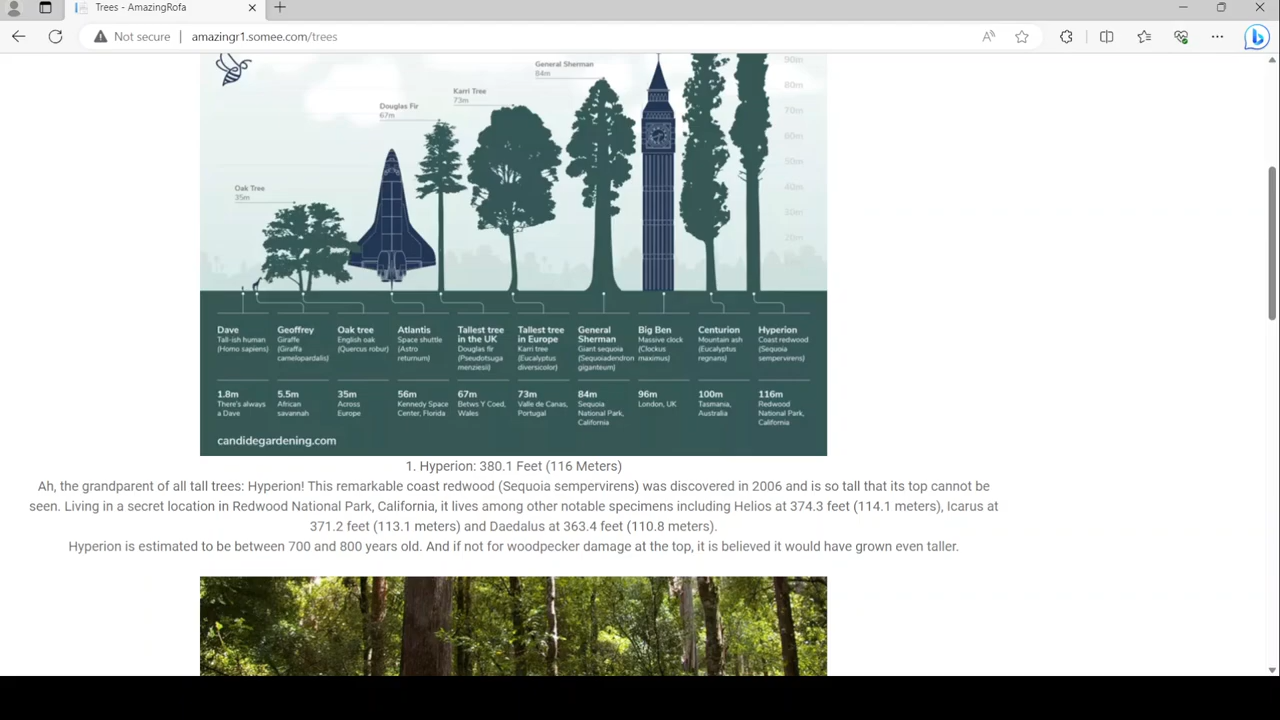 Trees - AmazingRofa
Not secure
amazingr1.somee.com/trees
General Sherman
84m
Karri Tree
73m
Douglas Fir
67m
Oak Tree
35m
90m
80m
70m
60m
50m
40m
30m
20m
Dave
Tall-ish human
(Homo sapiens)
1.8m
There's always
a Dave
Geoffrey
Giraffe
(Giraffa
camelopardalis)
5.5m
African
savannah
Oak tree
English oak
(Quercus robur)
35m
Across
Europe
Atlantis
Space shuttle
(Astro
returnum)
56m
Kennedy Space
Center, Florida
Tallest tree
in the UK
Douglas fir
(Pseudotsuga
menziesii)
67m
Betws Y Coed,
Wales
Tallest tree
in Europe
Karri tree
(Eucalyptus
diversicolor)
73m
Valle de Canas,
Portugal
General
Sherman
Giant sequoia
(Sequoiadendron
giganteum)
84m
Sequoia
National Park,
California
Big Ben
Massive clock
(Clockus
maximus)
96m
London, UK
Centurion
Mountain ash
(Eucalyptus
regnans)
100m
Tasmania,
Australia
Hyperion
Coast redwood
(Sequoia
sempervirens)
116m
Redwood
National Park,
California
candidegardening.com
1. Hyperion: 380.1 Feet (116 Meters)
Ah, the grandparent of all tall trees: Hyperion! This remarkable coast redwood (Sequoia sempervirens) was discovered in 2006 and is so tall that its top cannot be
seen. Living in a secret location in Redwood National Park, California, it lives among other notable specimens including Helios at 374.3 feet (114.1 meters), Icarus at
371.2 feet (113.1 meters) and Daedalus at 363.4 feet (110.8 meters).
Hyperion is estimated to be between 700 and 800 years old. And if not for woodpecker damage at the top, it is believed it would have grown even taller.